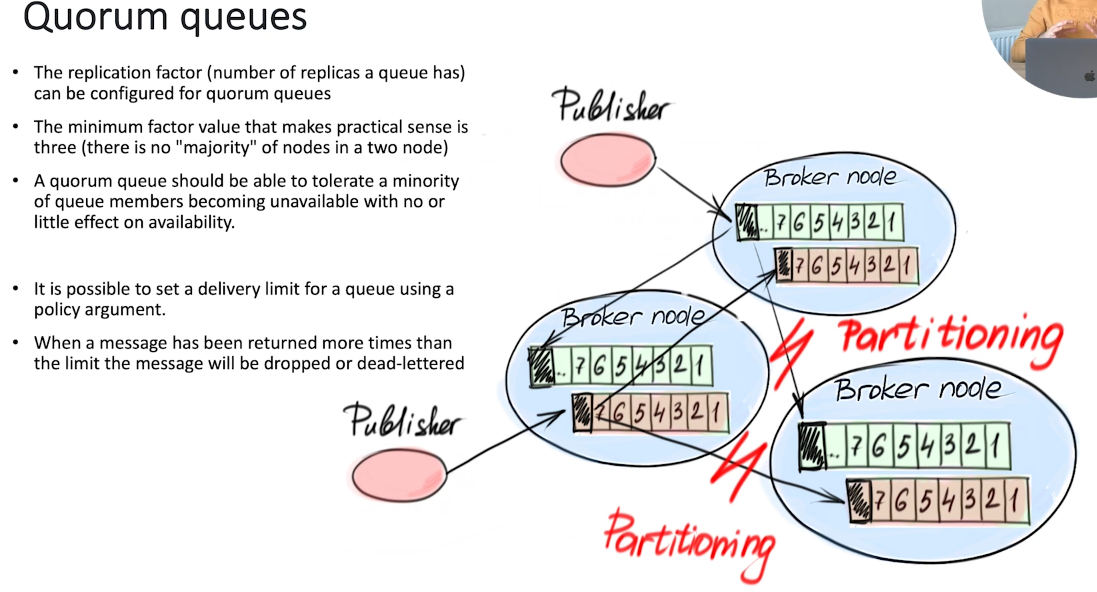 Quorum queues
• The replication factor (number of replicas a queue has)
can be configured for quorum queues
• The minimum factor value that makes practical sense is
three (there is no "majority" of nodes in a two node)
• A quorum queue should be able to tolerate a minority
of queue members becoming unavailable with no or
little effect on availability.
• It is possible to set a delivery limit for a queue using a
policy argument.
• When a message has been returned more times than
the limit the message will be dropped or dead-lettered
Publisher
Broker node
.. 7 6 5 4 3 2 1
7 6 5 4 3 2 1
Broker node
.. 7 6 5 4 3 2 1
7 6 5 4 3 2 1
Partitioning
Broker node
.. 7 6 5 4 3 2 1
7 6 5 4 3 2 1
Publisher
Partitioning